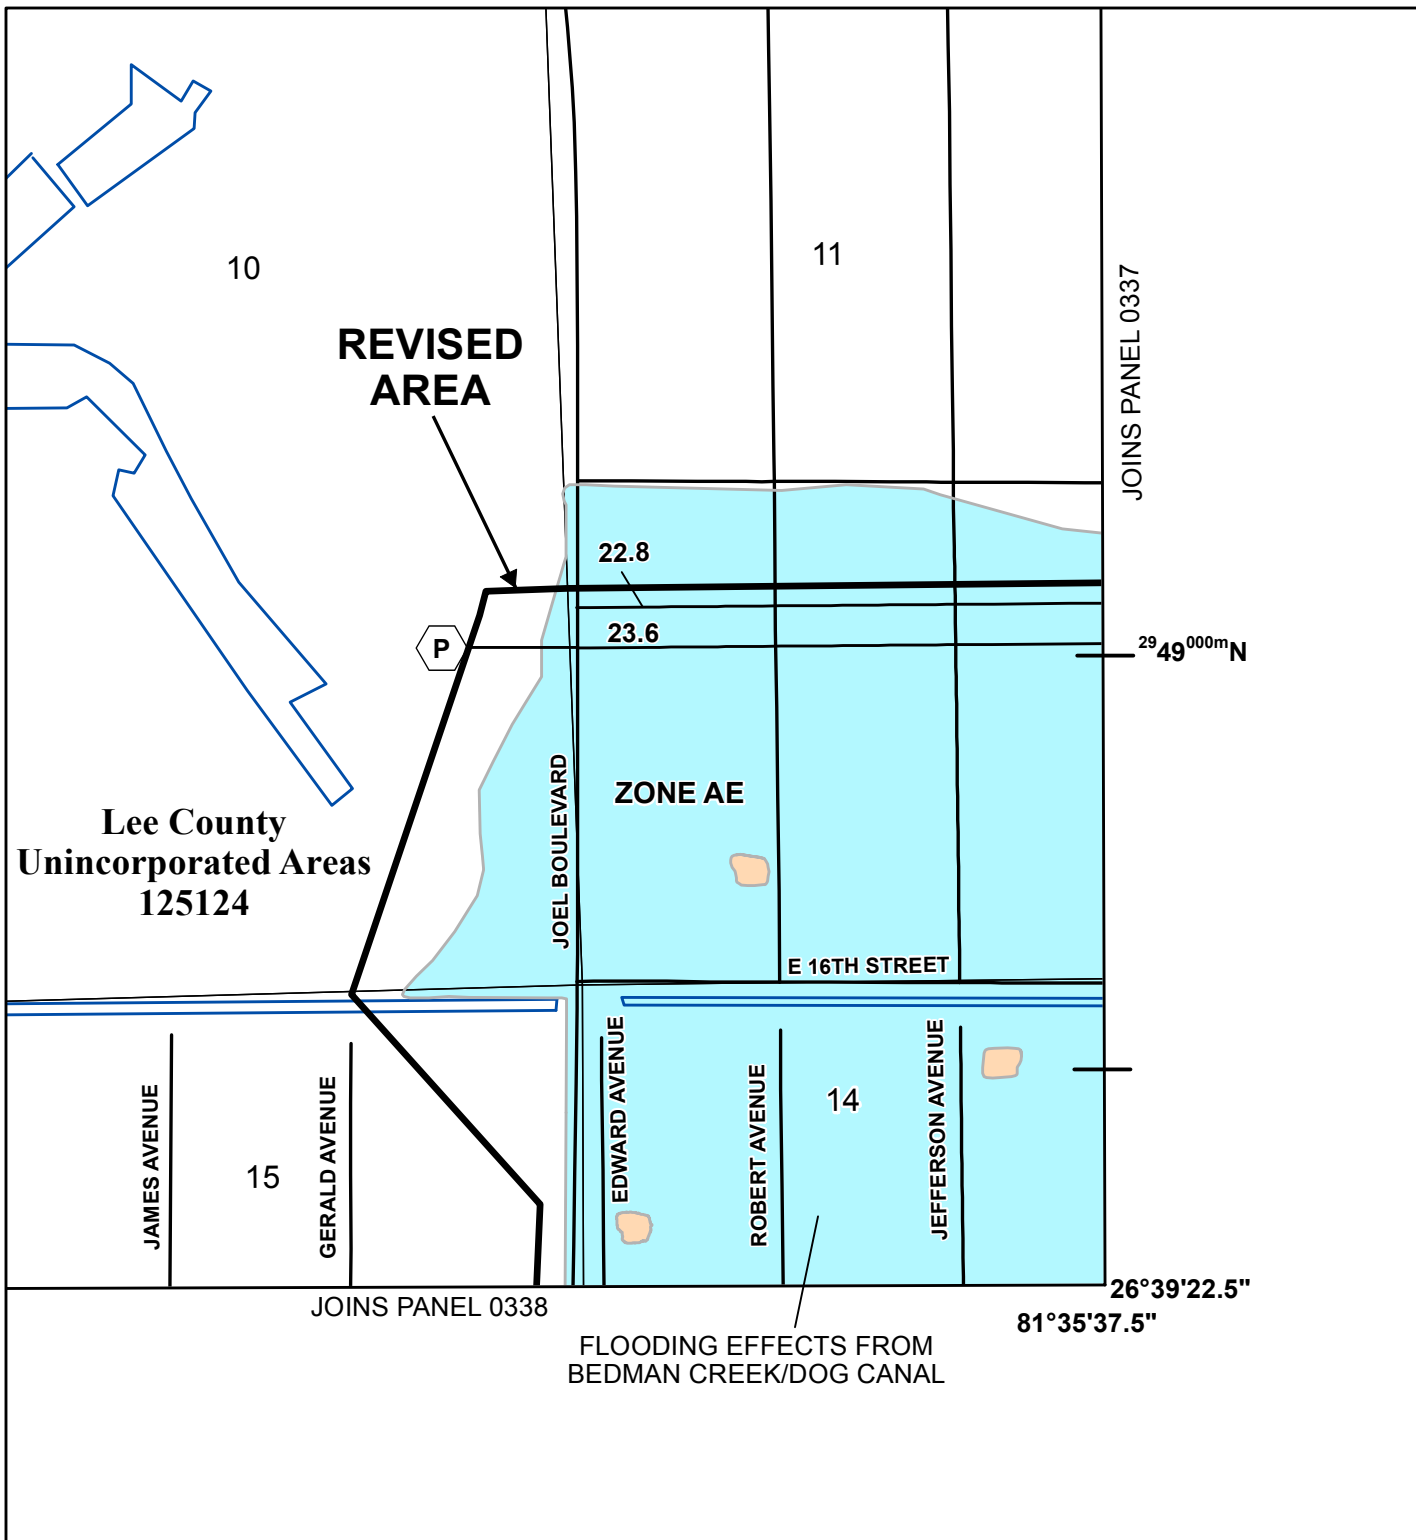 10
11
JOINS PANEL 0337
REVISED
AREA
22.8
23.6
P
2949000mN
ZONE AE
JOEL BOULEVARD
Lee County
Unincorporated Areas
125124
E 16TH STREET
JAMES AVENUE
15
GERALD AVENUE
EDWARD AVENUE
ROBERT AVENUE
14
JEFFERSON AVENUE
26°39'22.5"
81°35'37.5"
JOINS PANEL 0338
FLOODING EFFECTS FROM
BEDMAN CREEK/DOG CANAL